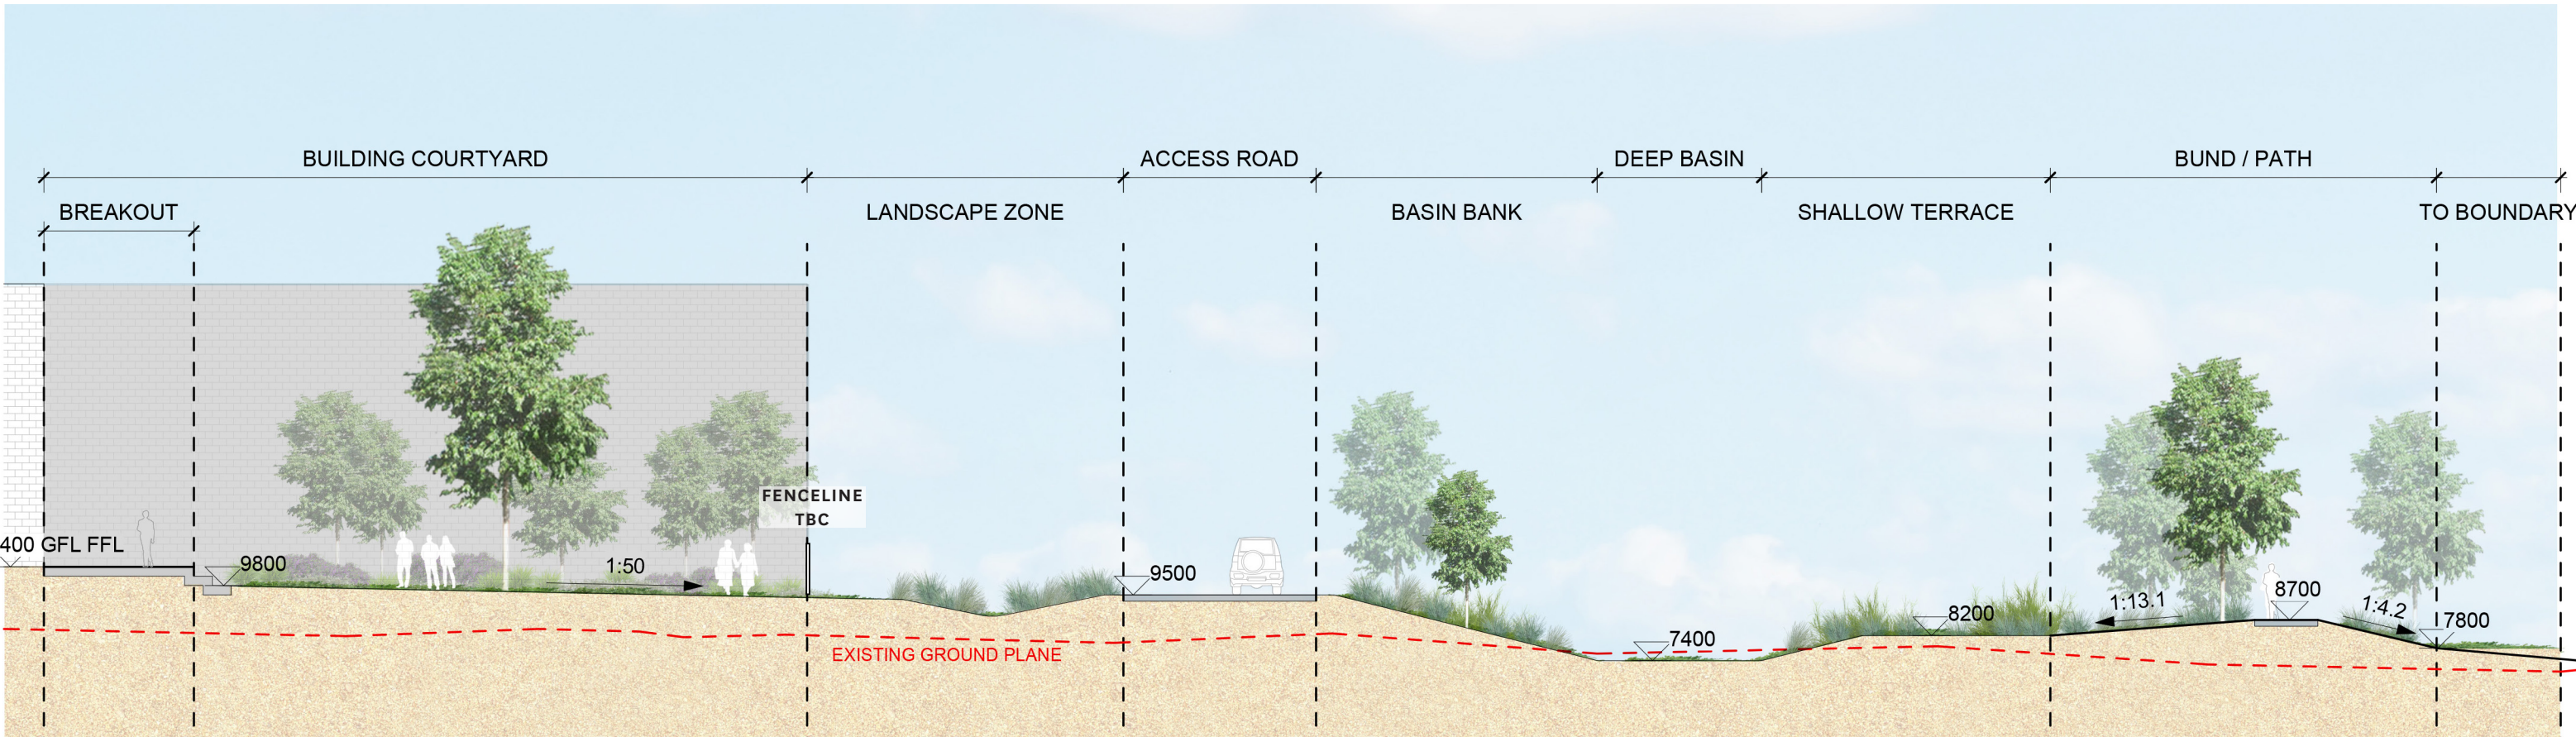 BUILDING COURTYARD
ACCESS ROAD
DEEP BASIN
BUND / PATH
BREAKOUT
LANDSCAPE ZONE
BASIN BANK
SHALLOW TERRACE
TO BOUNDARY
FENCELINE
TBC
400 GFL FFL
9800
1:50
9500
EXISTING GROUND PLANE
7400
8200
1:13.1
8700
1:4.2
7800